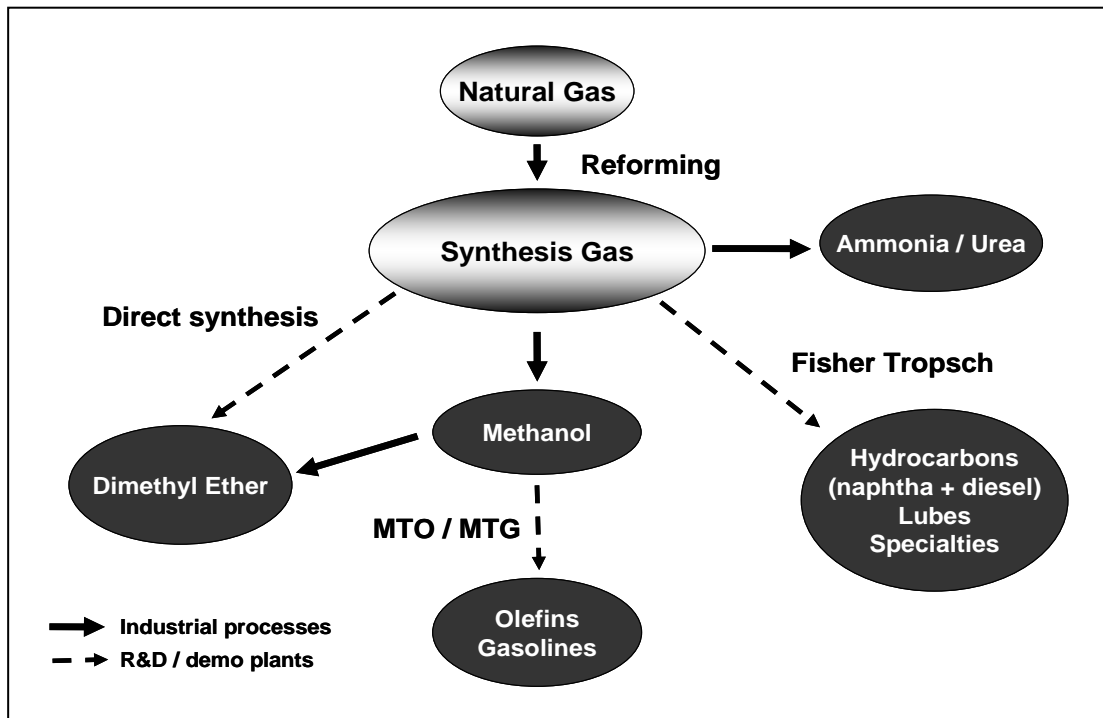 Natural Gas
Reforming
Synthesis Gas
Ammonia / Urea
Direct synthesis
Fisher Tropsch
Methanol
Dimethyl Ether
Hydrocarbons
(naphtha + diesel)
Lubes
Specialties
MTO / MTG
Olefins
Gasolines
Industrial processes
R&D / demo plants